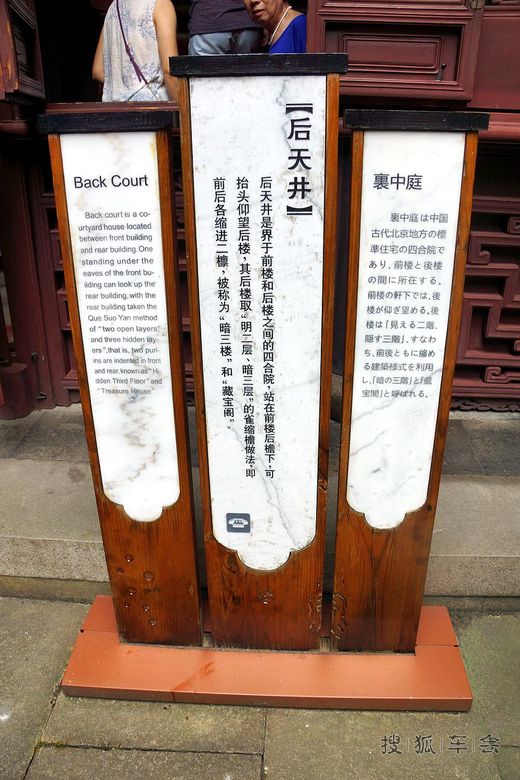 Back Court
Back court is a co-
urtyard house located
between front building
and rear building. One
standing under the
eaves of the front bu-
ilding can look up the
rear building, with the
rear building taken the
Que Suo Yan method
of "two open layers,
and three hidden lay-
ers", that is, two puri-
ns are indented in front
and rear, known as "Hi-
dden Third Floor" and
"Treasure House"
【后天井】
后天井是界于前楼和后楼之间的四合院，站在前楼后檐下，可
抬头仰望后楼，其后楼取“明二层、暗三层”的雀缩檐做法，即
前后各缩进二檩，被称为“暗三楼”和“藏宝阁”。
裏中庭
裏中庭は中国
古代北京地方の標
準住宅の四合院で
あり、前楼と後楼
の間に所在する。
前楼の軒下では、後
楼が仰ぎ望める。後
楼は「見える二階、
隠す三階」、すなわ
ち、前後ともに縮め
る建築様式を利用
し、「暗の三階」と「蔵
宝閣」と呼ばれる。
搜狐车会